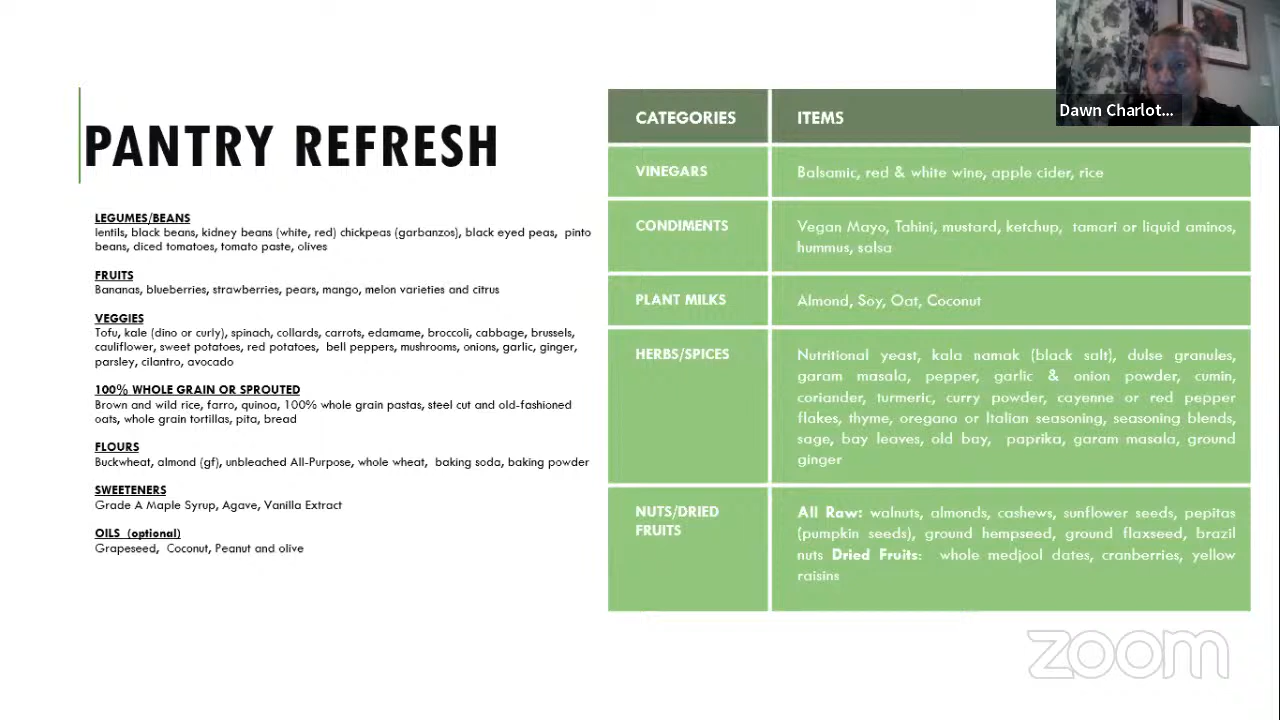 PANTRY REFRESH
LEGUMES/BEANS
lentils, black beans, kidney beans (white, red) chickpeas (garbanzos), black eyed peas, pinto
beans, diced tomatoes, tomato paste, olives
FRUITS
Bananas, blueberries, strawberries, pears, mango, melon varieties and citrus
VEGGIES
Tofu, kale (dino or curly), spinach, collards, carrots, edamame, broccoli, cabbage, brussels,
cauliflower, sweet potatoes, red potatoes, bell peppers, mushrooms, onions, garlic, ginger,
parsley, cilantro, avocado
100% WHOLE GRAIN OR SPROUTED
Brown and wild rice, farro, quinoa, 100% whole grain pastas, steel cut and old-fashioned
oats, whole grain tortillas, pita, bread
FLOURS
Buckwheat, almond (gf), unbleached All-Purpose, whole wheat, baking soda, baking powder
SWEETENERS
Grade A Maple Syrup, Agave, Vanilla Extract
OILS (optional)
Grapeseed, Coconut, Peanut and olive
CATEGORIES
ITEMS
VINEGARS
Balsamic, red & white wine, apple cider, rice
CONDIMENTS
Vegan Mayo, Tahini, mustard, ketchup, tamari or liquid aminos,
hummus, salsa
PLANT MILKS
Almond, Soy, Oat, Coconut
HERBS/SPICES
Nutritional yeast, kala namak (black salt), dulse granules,
garam masala, pepper, garlic & onion powder, cumin,
coriander, turmeric, curry powder, cayenne or red pepper
flakes, thyme, oregano or Italian seasoning, seasoning blends,
sage, bay leaves, old bay, paprika, garam masala, ground
ginger
NUTS/DRIED
FRUITS
All Raw: walnuts, almonds, cashews, sunflower seeds, pepitas
(pumpkin seeds), ground hempseed, ground flaxseed, brazil
nuts Dried Fruits: whole medjool dates, cranberries, yellow
raisins
Dawn Charlot...
zoom